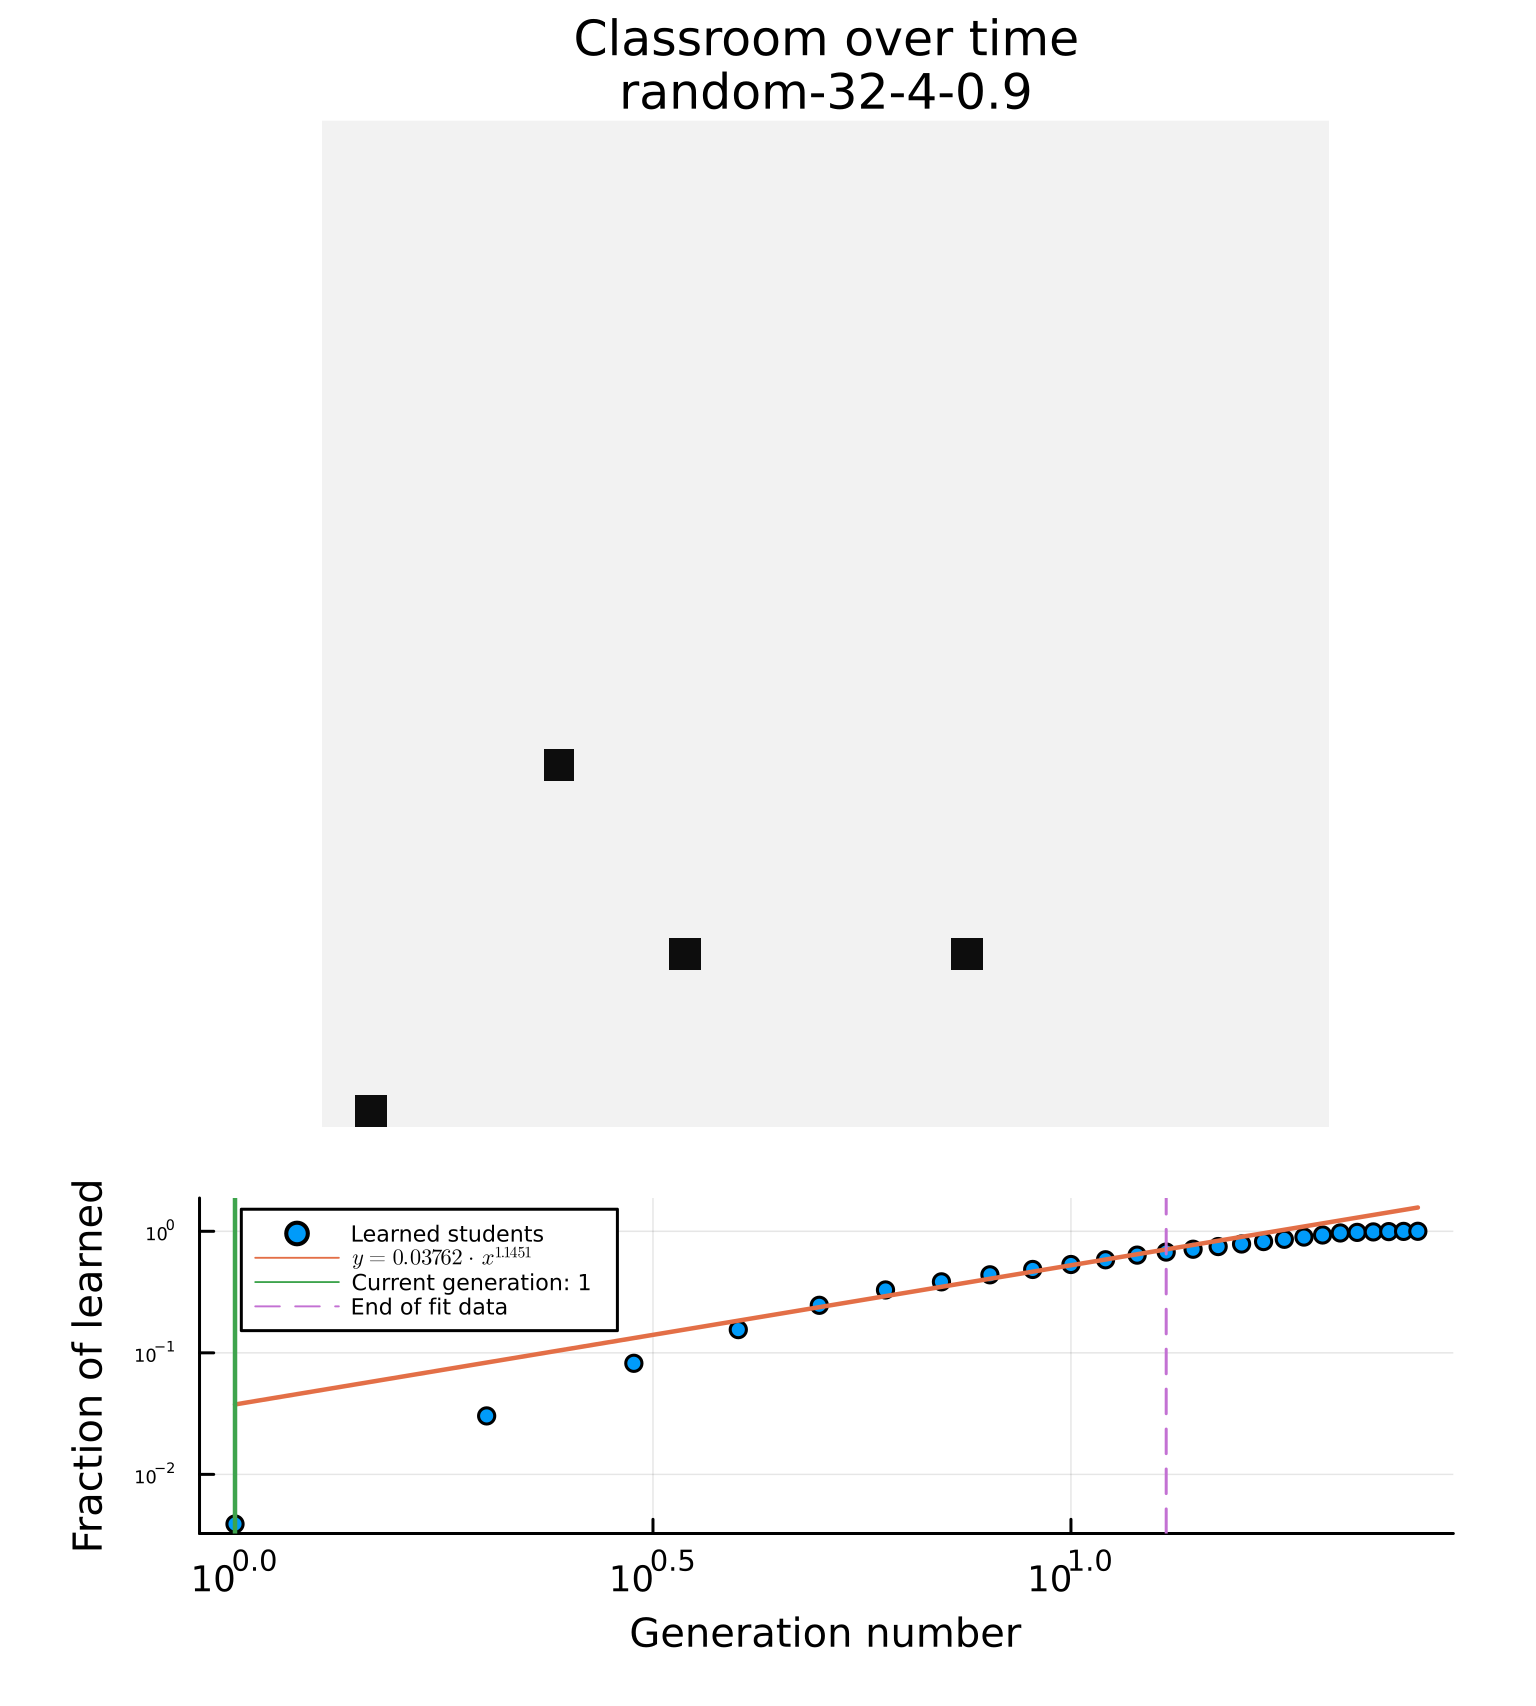 Classroom over time
random-32-4-0.9
Fraction of learned
10^0
10^−1
10^−2
Learned students
y = 0.03762 · x^1.1451
Current generation: 1
End of fit data
10^0.0
10^0.5
10^1.0
Generation number